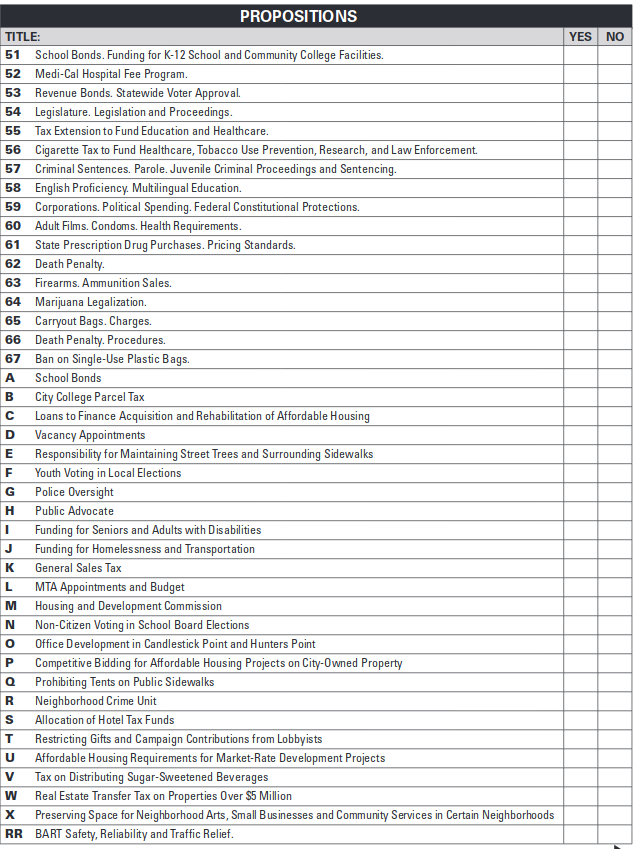 PROPOSITIONS
TITLE: YES NO
51 School Bonds. Funding for K-12 School and Community College Facilities.
52 Medi-Cal Hospital Fee Program.
53 Revenue Bonds. Statewide Voter Approval.
54 Legislature. Legislation and Proceedings.
55 Tax Extension to Fund Education and Healthcare.
56 Cigarette Tax to Fund Healthcare, Tobacco Use Prevention, Research, and Law Enforcement.
57 Criminal Sentences. Parole. Juvenile Criminal Proceedings and Sentencing.
58 English Proficiency. Multilingual Education.
59 Corporations. Political Spending. Federal Constitutional Protections.
60 Adult Films. Condoms. Health Requirements.
61 State Prescription Drug Purchases. Pricing Standards.
62 Death Penalty.
63 Firearms. Ammunition Sales.
64 Marijuana Legalization.
65 Carryout Bags. Charges.
66 Death Penalty. Procedures.
67 Ban on Single-Use Plastic Bags.
A School Bonds
B City College Parcel Tax
C Loans to Finance Acquisition and Rehabilitation of Affordable Housing
D Vacancy Appointments
E Responsibility for Maintaining Street Trees and Surrounding Sidewalks
F Youth Voting in Local Elections
G Police Oversight
H Public Advocate
I Funding for Seniors and Adults with Disabilities
J Funding for Homelessness and Transportation
K General Sales Tax
L MTA Appointments and Budget
M Housing and Development Commission
N Non-Citizen Voting in School Board Elections
O Office Development in Candlestick Point and Hunters Point
P Competitive Bidding for Affordable Housing Projects on City-Owned Property
Q Prohibiting Tents on Public Sidewalks
R Neighborhood Crime Unit
S Allocation of Hotel Tax Funds
T Restricting Gifts and Campaign Contributions from Lobbyists
U Affordable Housing Requirements for Market-Rate Development Projects
V Tax on Distributing Sugar-Sweetened Beverages
W Real Estate Transfer Tax on Properties Over $5 Million
X Preserving Space for Neighborhood Arts, Small Businesses and Community Services in Certain Neighborhoods
RR BART Safety, Reliability and Traffic Relief.